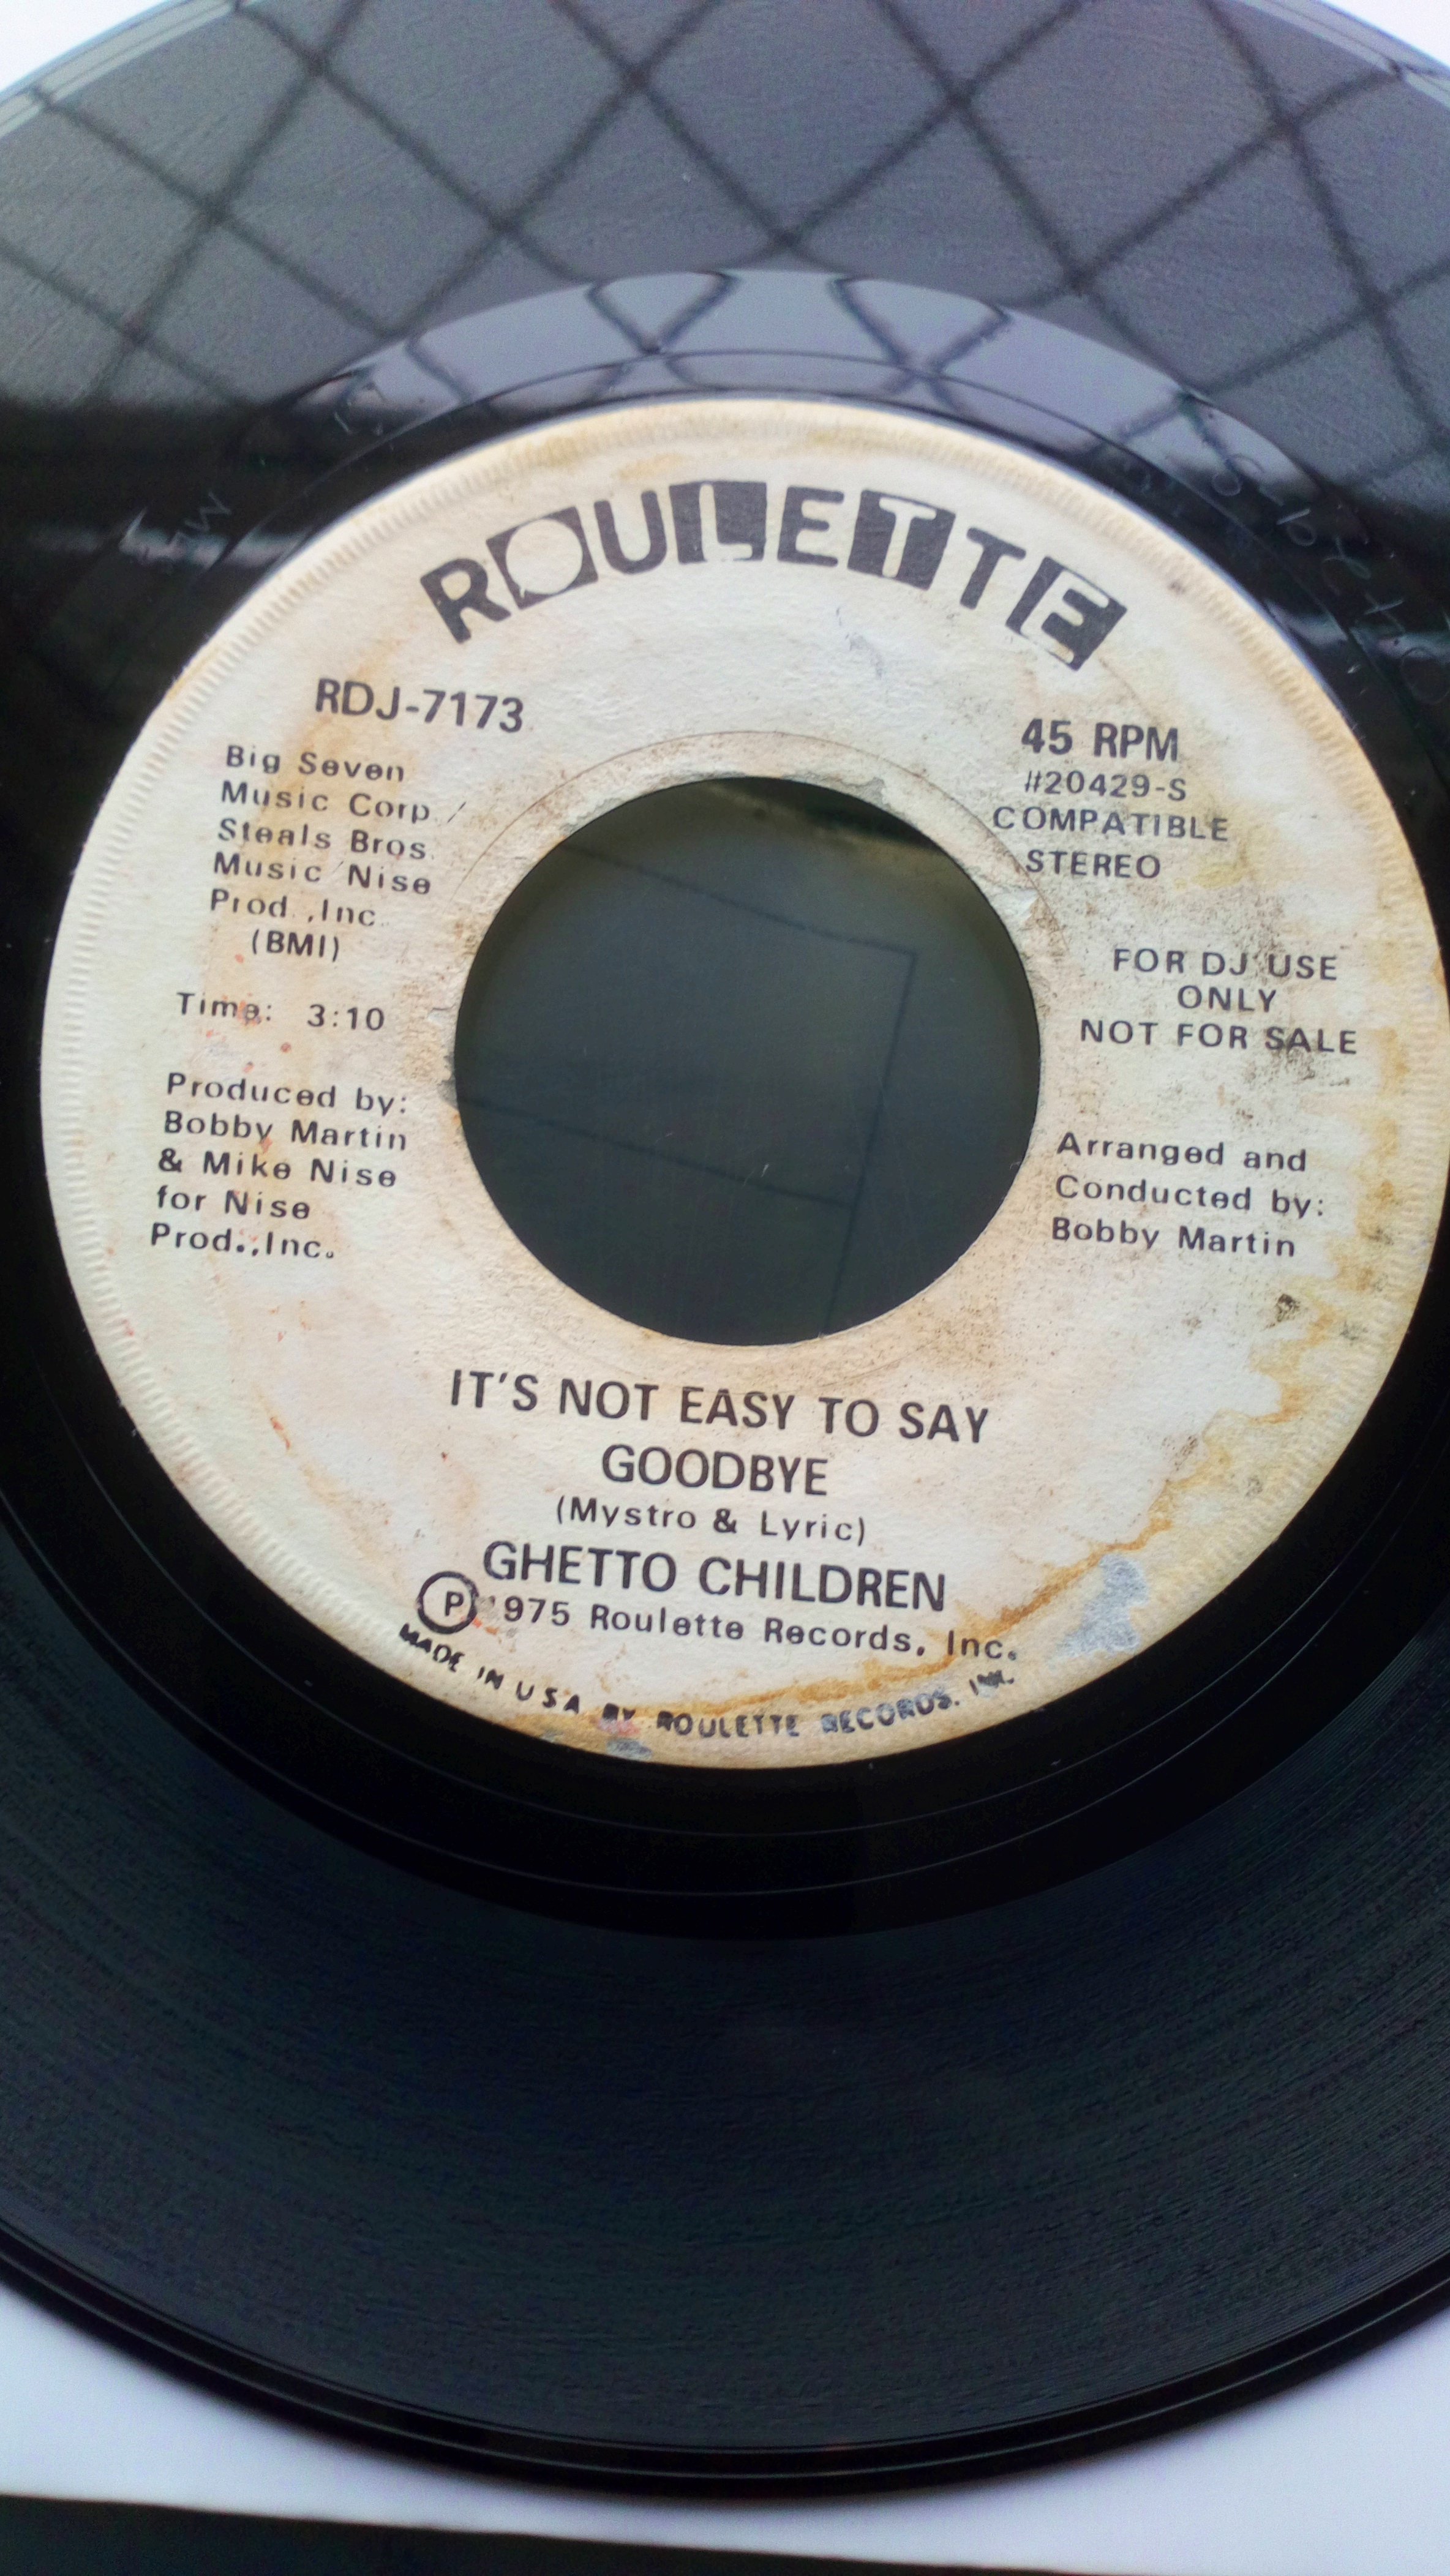 ROULETTE
RDJ-7173
Big Seven
Music Corp
Steals Bros.
Music Nise
Prod.,Inc.
(BMI)
Time: 3:10
Produced by:
Bobby Martin
& Mike Nise
for Nise
Prod.,Inc.
45 RPM
#20429-S
COMPATIBLE
STEREO
FOR DJ USE
ONLY
NOT FOR SALE
Arranged and
Conducted by:
Bobby Martin
IT'S NOT EASY TO SAY
GOODBYE
(Mystro & Lyric)
GHETTO CHILDREN
Ⓟ 1975 Roulette Records, Inc.
MADE IN USA BY ROULETTE RECORDS, INC.